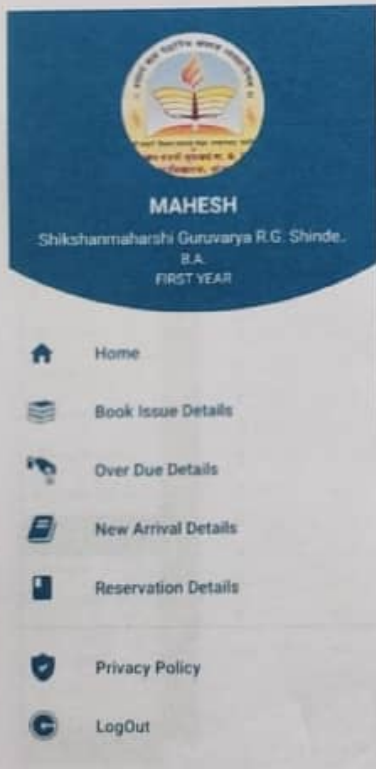 MAHESH
Shikshanmaharshi Guruvarya R.G. Shinde..
B.A.
FIRST YEAR
Home
Book Issue Details
Over Due Details
New Arrival Details
Reservation Details
Privacy Policy
LogOut